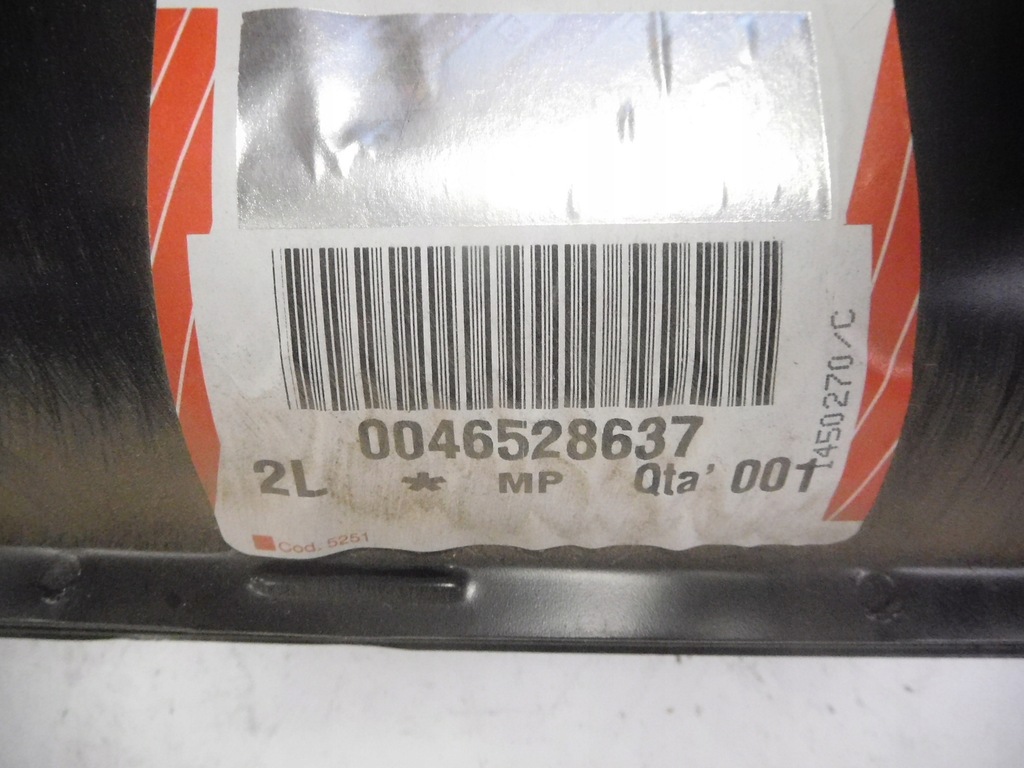 0046528637
2L * MP Qta' 001
1450270/C
Cod. 5251